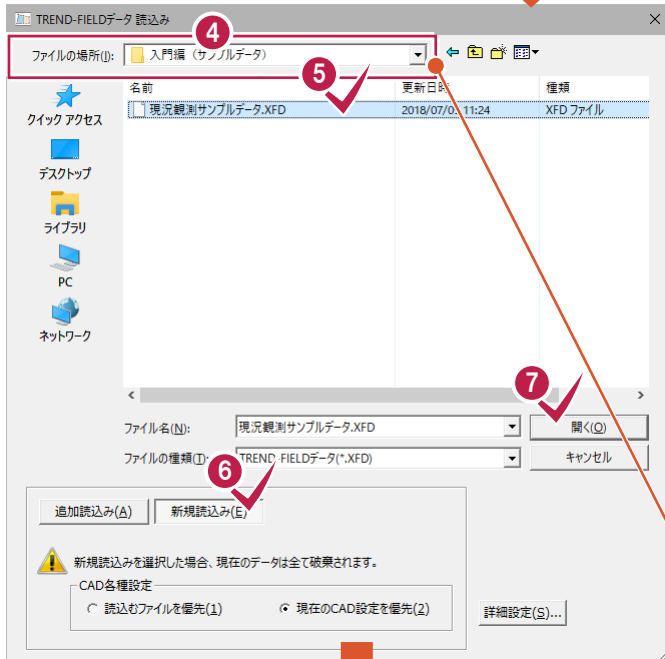 TREND-FIELDデータ 読込み
4
ファイルの場所(I): 入門編（サンプルデータ）
5
名前 更新日時 種類
現況観測サンプルデータ.XFD 2018/07/0 11:24 XFD ファイル
クイック アクセス
デスクトップ
ライブラリ
PC
ネットワーク
7
ファイル名(N): 現況観測サンプルデータ.XFD 開く(O)
ファイルの種類(T): TREND-FIELDデータ(*.XFD) キャンセル
6
追加読込み(A) 新規読込み(E)
新規読込みを選択した場合、現在のデータは全て破棄されます。
CAD各種設定
読込むファイルを優先(1) 現在のCAD設定を優先(2) 詳細設定(S)...